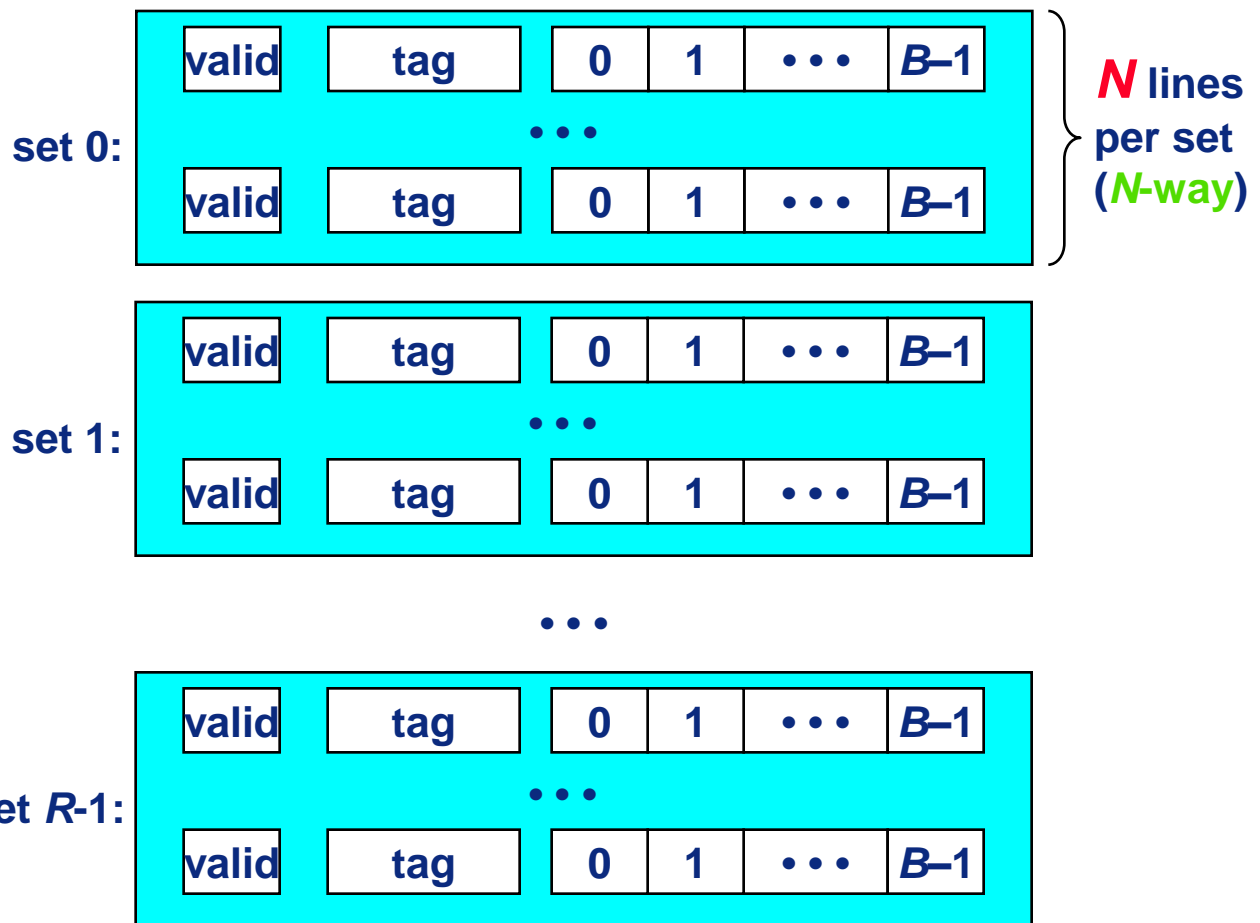 valid tag 0 1 • • • B–1
N lines
set 0: • • • per set
valid tag 0 1 • • • B–1 (N-way)
valid tag 0 1 • • • B–1
set 1: • • •
valid tag 0 1 • • • B–1
• • •
valid tag 0 1 • • • B–1
et R-1: • • •
valid tag 0 1 • • • B–1